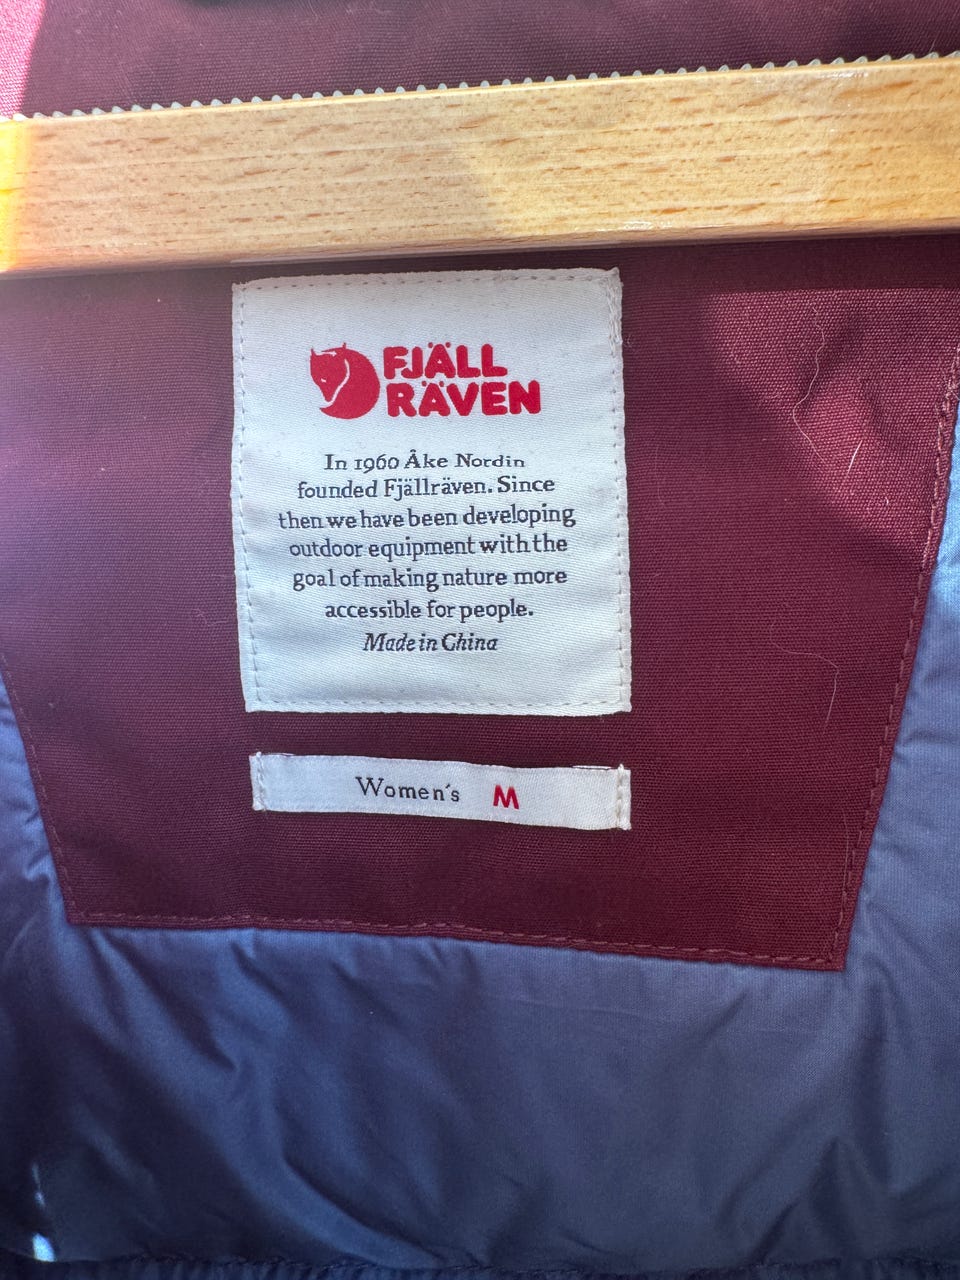 FJÄLL
RÄVEN
In 1960 Åke Nordin
founded Fjällräven. Since
then we have been developing
outdoor equipment with the
goal of making nature more
accessible for people.
Made in China
Women's M